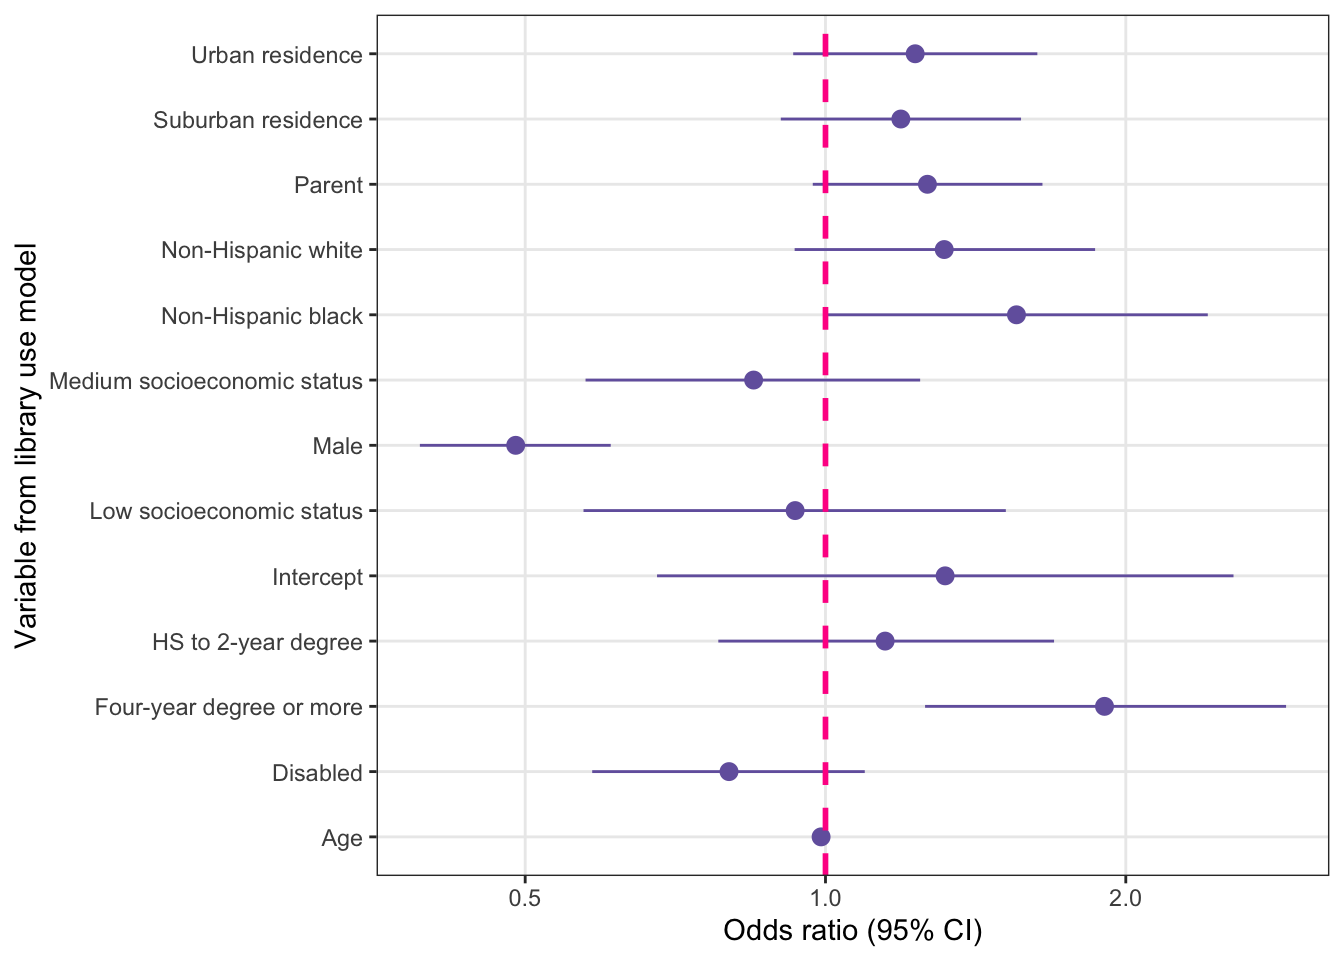 Variable from library use model
Urban residence
Suburban residence
Parent
Non-Hispanic white
Non-Hispanic black
Medium socioeconomic status
Male
Low socioeconomic status
Intercept
HS to 2-year degree
Four-year degree or more
Disabled
Age
0.5 1.0 2.0
Odds ratio (95% CI)